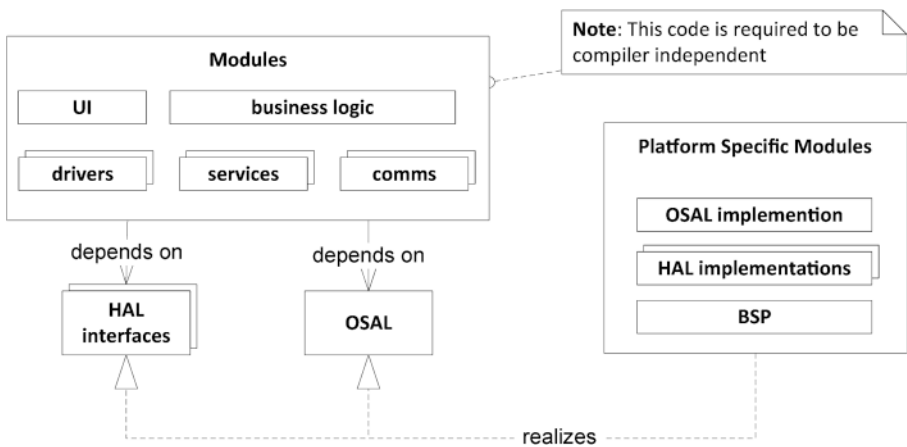 Note: This code is required to be
compiler independent
Modules
UI
business logic
drivers
services
comms
Platform Specific Modules
OSAL implemention
HAL implementations
BSP
depends on
depends on
HAL
interfaces
OSAL
realizes